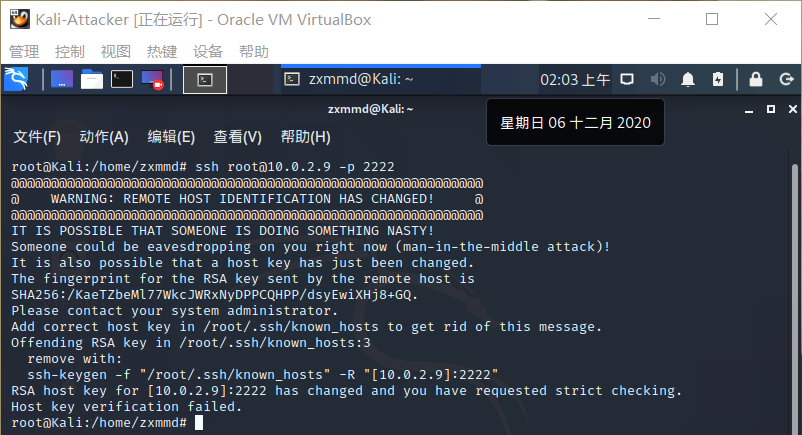 Kali-Attacker [正在运行] - Oracle VM VirtualBox
管理 控制 视图 热键 设备 帮助
zxmmd@Kali: ~ 02:03 上午
zxmmd@Kali: ~
星期日 06 十二月 2020
文件(F) 动作(A) 编辑(E) 查看(V) 帮助(H)
root@Kali:/home/zxmmd# ssh root@10.0.2.9 -p 2222
@@@@@@@@@@@@@@@@@@@@@@@@@@@@@@@@@@@@@@@@@@@@@@@@@@@@@@@@@@@
@    WARNING: REMOTE HOST IDENTIFICATION HAS CHANGED!     @
@@@@@@@@@@@@@@@@@@@@@@@@@@@@@@@@@@@@@@@@@@@@@@@@@@@@@@@@@@@
IT IS POSSIBLE THAT SOMEONE IS DOING SOMETHING NASTY!
Someone could be eavesdropping on you right now (man-in-the-middle attack)!
It is also possible that a host key has just been changed.
The fingerprint for the RSA key sent by the remote host is
SHA256:/KaeTZbeMl77WkcJWRxNyDPPCQHPP/dsyEwiXHj8+GQ.
Please contact your system administrator.
Add correct host key in /root/.ssh/known_hosts to get rid of this message.
Offending RSA key in /root/.ssh/known_hosts:3
  remove with:
  ssh-keygen -f "/root/.ssh/known_hosts" -R "[10.0.2.9]:2222"
RSA host key for [10.0.2.9]:2222 has changed and you have requested strict checking.
Host key verification failed.
root@Kali:/home/zxmmd#